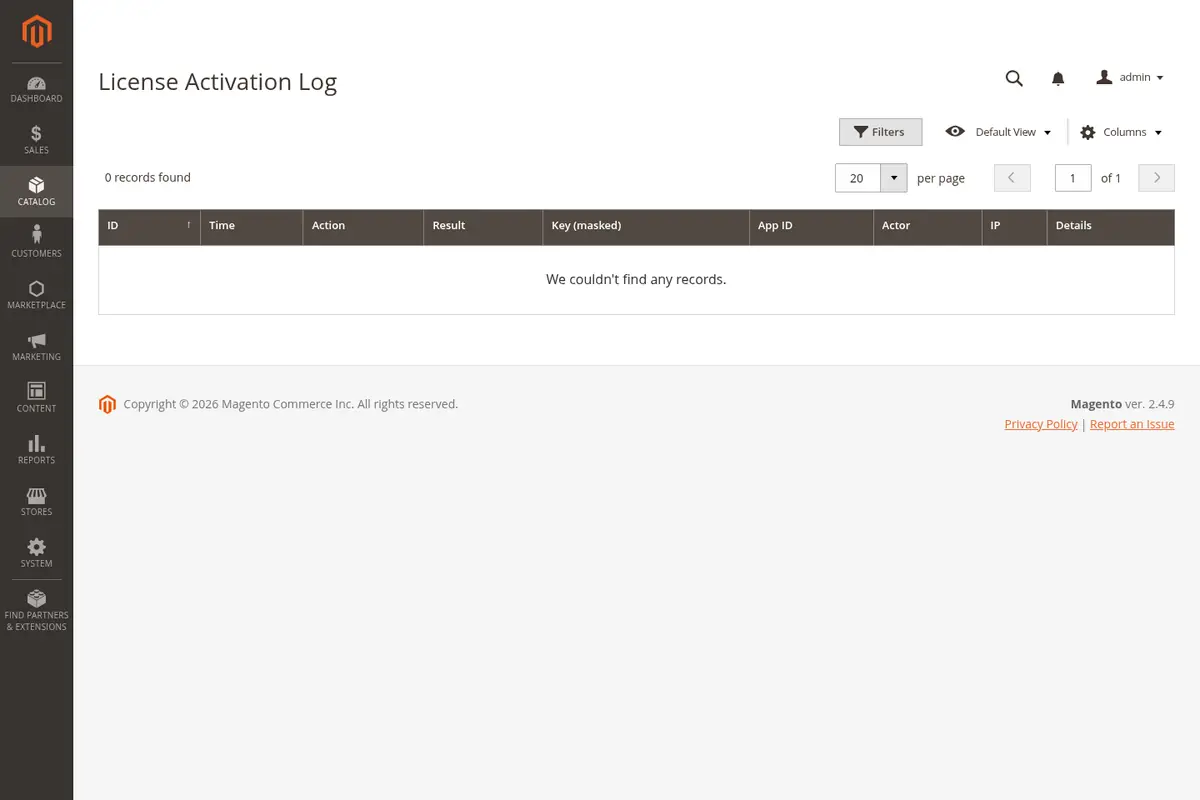 DASHBOARD
SALES
CATALOG
CUSTOMERS
MARKETPLACE
MARKETING
CONTENT
REPORTS
STORES
SYSTEM
FIND PARTNERS
& EXTENSIONS
License Activation Log
admin
Filters
Default View
Columns
0 records found
20
per page
1
of 1
ID ↑ Time Action Result Key (masked) App ID Actor IP Details
We couldn't find any records.
Copyright © 2026 Magento Commerce Inc. All rights reserved.
Magento ver. 2.4.9
Privacy Policy | Report an Issue